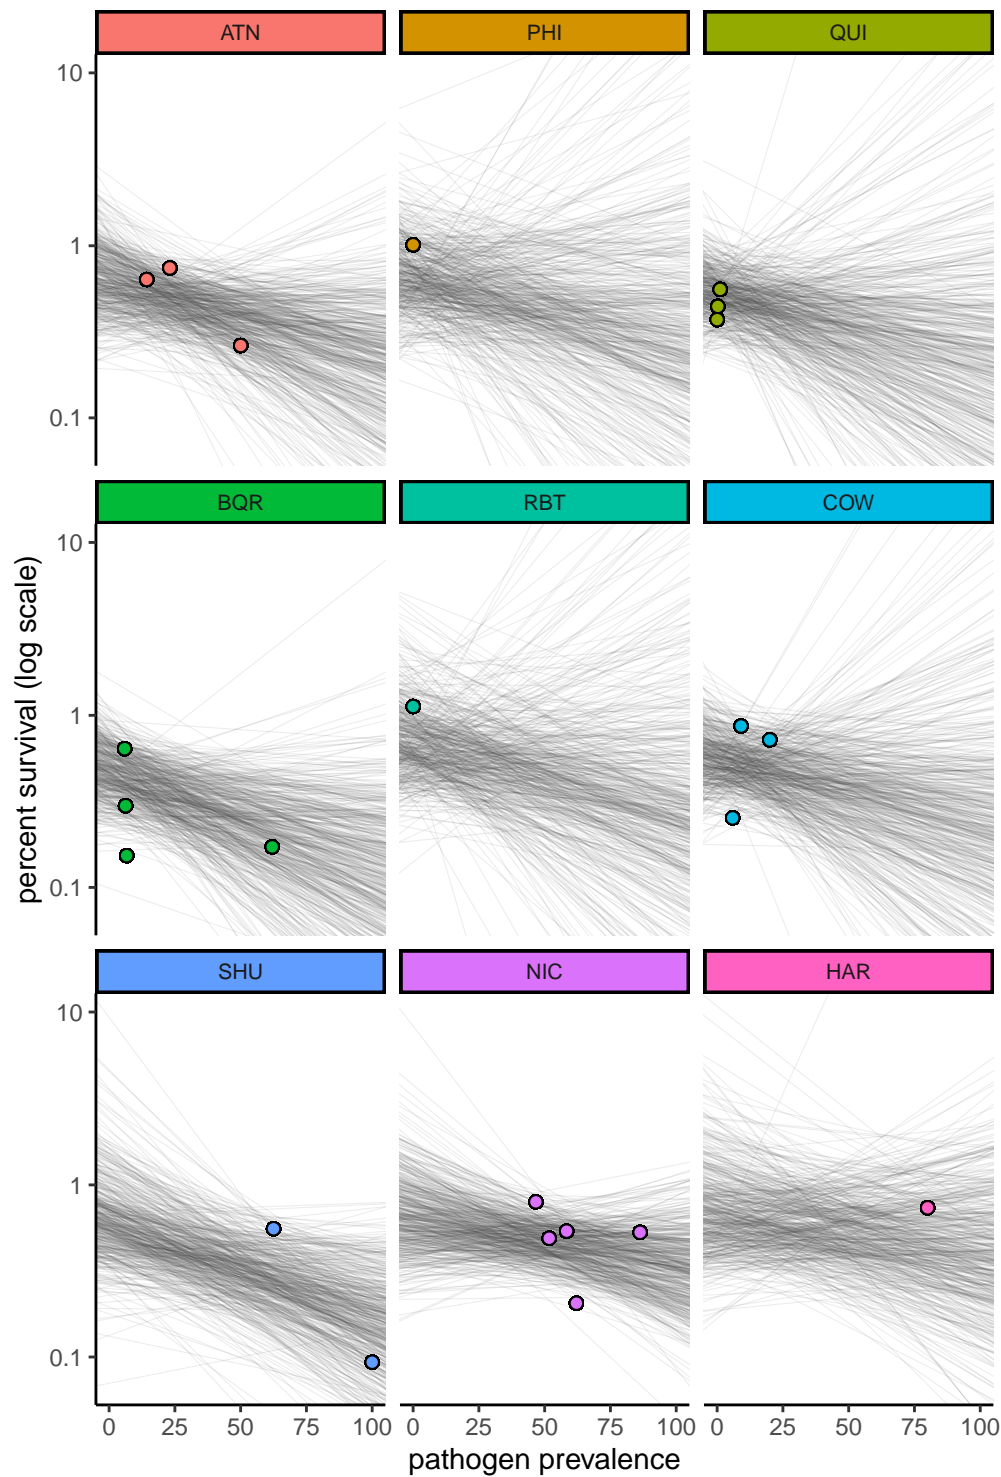 ATN PHI QUI
10
1
0.1
BQR RBT COW
10
1
0.1
percent survival (log scale)
SHU NIC HAR
10
1
0.1
0 25 50 75 100 0 25 50 75 100 0 25 50 75 100
pathogen prevalence